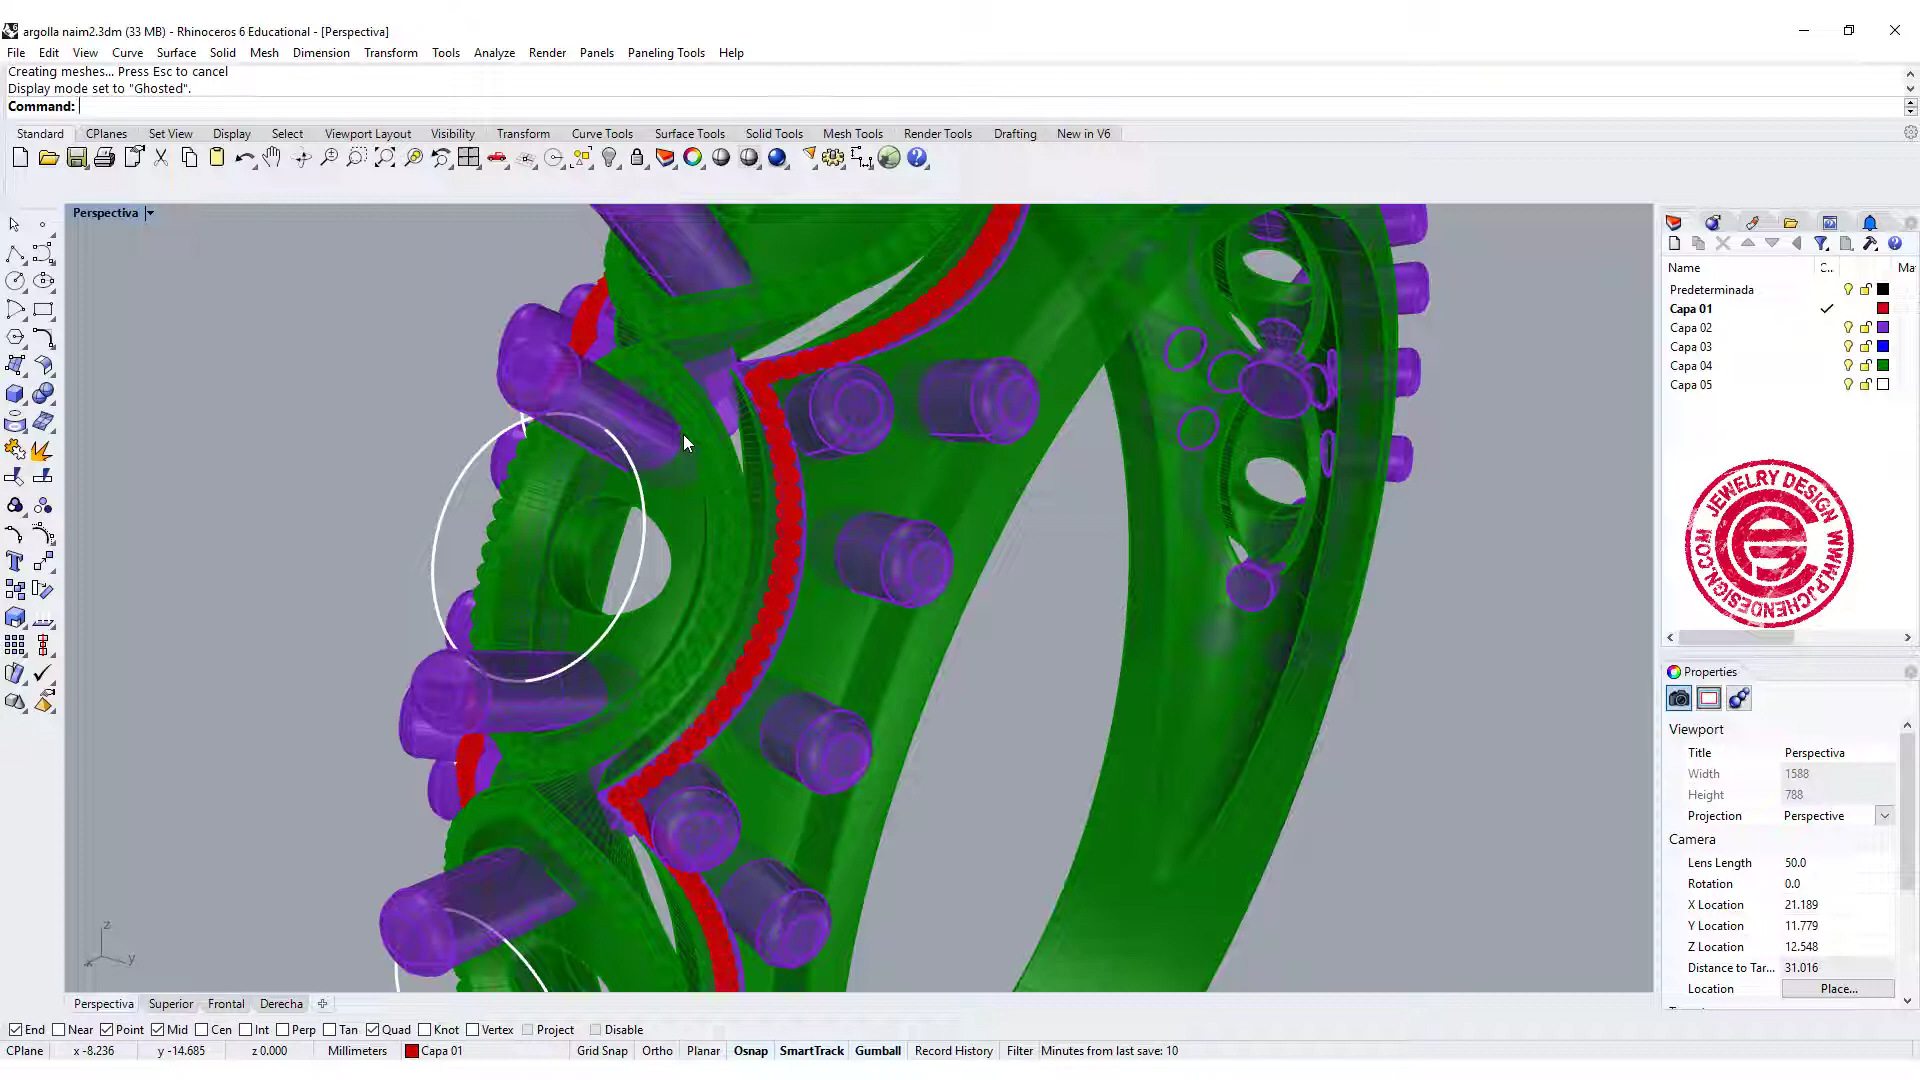 argolla naim2.3dm (33 MB) - Rhinoceros 6 Educational - [Perspectiva]
File Edit View Curve Surface Solid Mesh Dimension Transform Tools Analyze Render Panels Paneling Tools Help
Creating meshes... Press Esc to cancel
Display mode set to "Ghosted".
Command:
Standard CPlanes Set View Display Select Viewport Layout Visibility Transform Curve Tools Surface Tools Solid Tools Mesh Tools Render Tools Drafting New in V6
Perspectiva
Name C... Ma
Predeterminada
Capa 01
Capa 02
Capa 03
Capa 04
Capa 05
JEWELRY DESIGN
WWW.PJCHENDESIGN.COM
Properties
Viewport
Title Perspectiva
Width 1588
Height 788
Projection Perspective
Camera
Lens Length 50.0
Rotation 0.0
X Location 21.189
Y Location 11.779
Z Location 12.548
Distance to Tar... 31.016
Location Place...
z
x y
Perspectiva Superior Frontal Derecha
End Near Point Mid Cen Int Perp Tan Quad Knot Vertex Project Disable
CPlane x -8.236 y -14.685 z 0.000 Millimeters Capa 01 Grid Snap Ortho Planar Osnap SmartTrack Gumball Record History Filter Minutes from last save: 10